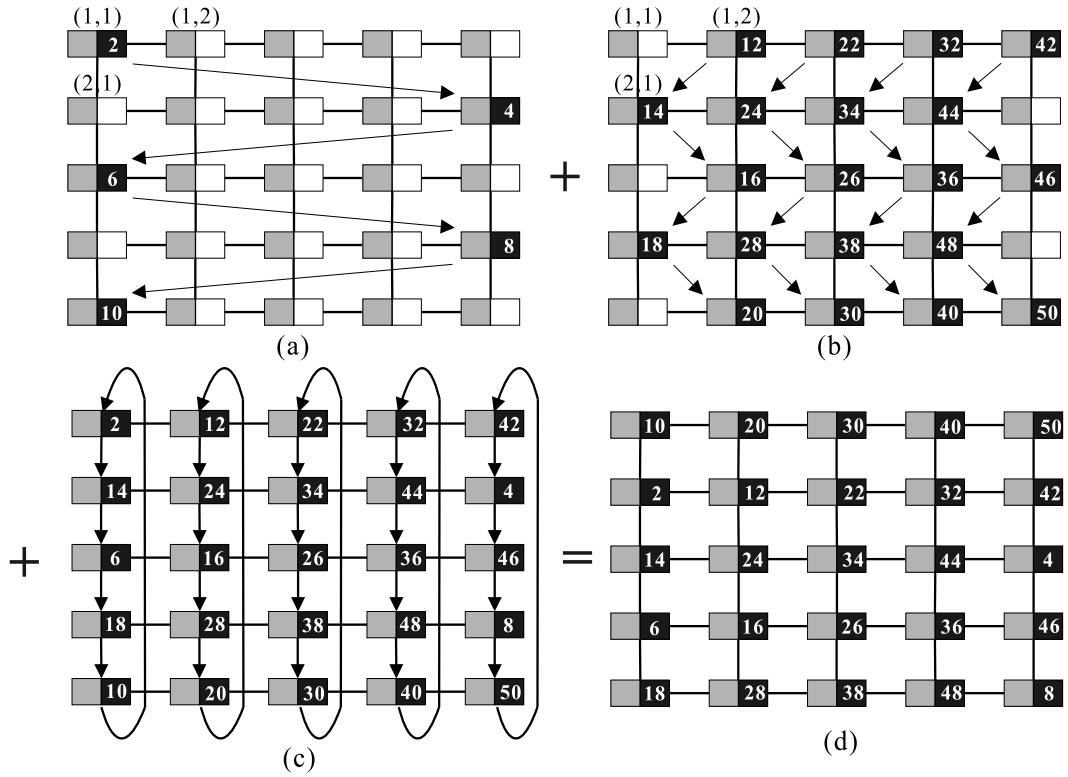 (1,1) (1,2)
2
(2,1)
4
6
8
10
(a)
+
(1,1) (1,2)
12 22 32 42
(2,1)
14 24 34 44
16 26 36 46
18 28 38 48
20 30 40 50
(b)
+
2 12 22 32 42
14 24 34 44 4
6 16 26 36 46
18 28 38 48 8
10 20 30 40 50
(c)
=
10 20 30 40 50
2 12 22 32 42
14 24 34 44 4
6 16 26 36 46
18 28 38 48 8
(d)